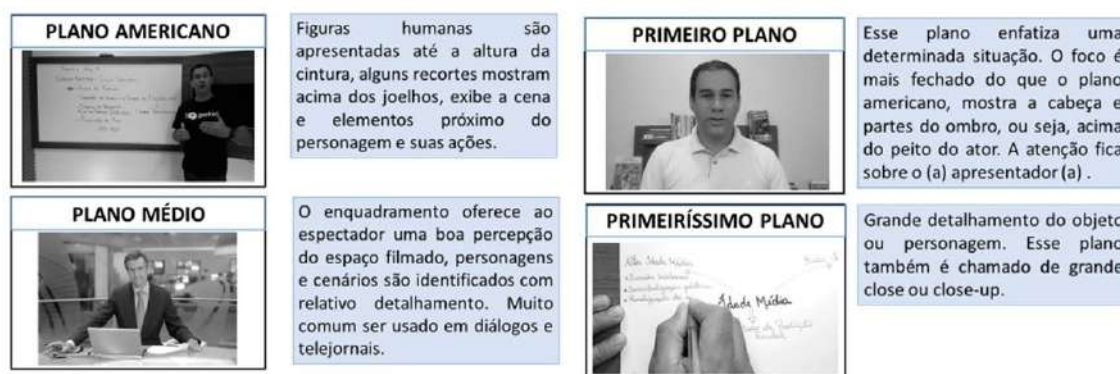 PLANO AMERICANO
Figuras humanas são
apresentadas até a altura da
cintura, alguns recortes mostram
acima dos joelhos, exibe a cena
e elementos próximo do
personagem e suas ações.
PLANO MÉDIO
O enquadramento oferece ao
espectador uma boa percepção
do espaço filmado, personagens
e cenários são identificados com
relativo detalhamento. Muito
comum ser usado em diálogos e
telejornais.
PRIMEIRO PLANO
Esse plano enfatiza uma
determinada situação. O foco é
mais fechado do que o plano
americano, mostra a cabeça e
partes do ombro, ou seja, acima
do peito do ator. A atenção fica
sobre o (a) apresentador (a) .
PRIMEIRÍSSIMO PLANO
Idade Média
Grande detalhamento do objeto
ou personagem. Esse plano
também é chamado de grande
close ou close-up.